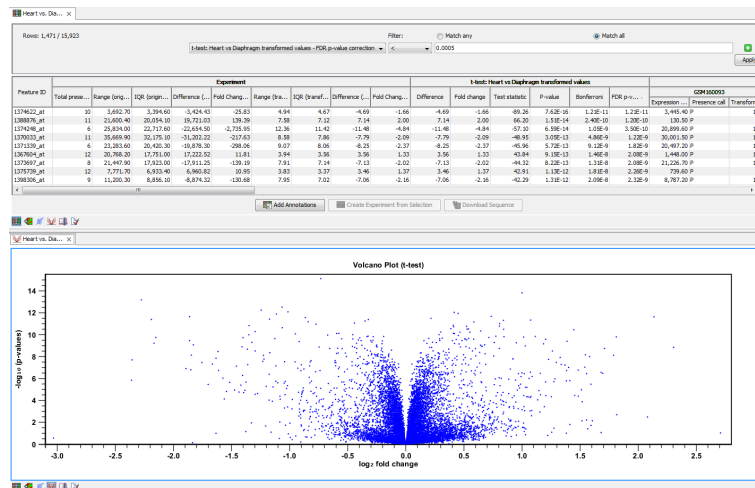 Heart vs. Dia...
Rows: 1,471 / 15,923
Filter:
Match any
Match all
t-test: Heart vs Diaphragm transformed values - FDR p-value correction
<
0.0005
Apply
Feature ID
Experiment
t-test: Heart vs Diaphragm transformed values
GSM160093
Total prese... Range (orig... IQR (origin... Difference (... Fold Chang... Range (tra... IQR (transf... Difference (... Fold Chang... Difference Fold change Test statistic P-value Bonferroni FDR p-v... Expression ... Presence call Transform
1374622_at 10 3,692.70 3,394.60 -3,424.43 -25.83 4.94 4.67 -4.69 -1.66 -4.69 -1.66 -89.26 7.62E-16 1.21E-11 1.21E-11 3,445.40 P
1388876_at 11 21,600.40 20,054.10 19,721.03 139.39 7.58 7.12 7.14 2.00 7.14 2.00 66.20 1.51E-14 2.40E-10 1.20E-10 130.50 P
1374248_at 6 25,834.00 22,717.60 -22,654.50 -2,735.95 12.36 11.42 -11.48 -4.84 -11.48 -4.84 -57.10 6.59E-14 1.05E-9 3.50E-10 20,899.60 P
1370033_at 11 35,669.90 32,175.10 -31,202.22 -217.63 8.58 7.86 -7.79 -2.09 -7.79 -2.09 -48.95 3.05E-13 4.86E-9 1.22E-9 30,001.50 P
1371339_at 6 23,283.60 20,420.30 -19,878.30 -298.06 9.07 8.06 -8.25 -2.37 -8.25 -2.37 -45.96 5.72E-13 9.12E-9 1.82E-9 20,497.20 P
1367604_at 12 20,768.20 17,751.00 17,222.52 11.81 3.94 3.56 3.56 1.33 3.56 1.33 43.84 9.15E-13 1.46E-8 2.08E-9 1,448.00 P
1373697_at 8 21,447.90 17,923.00 -17,911.25 -139.19 7.91 7.14 -7.13 -2.02 -7.13 -2.02 -44.32 8.22E-13 1.31E-8 2.08E-9 21,226.70 P
1375739_at 12 7,771.70 6,933.40 6,960.82 10.95 3.83 3.37 3.46 1.37 3.46 1.37 42.91 1.13E-12 1.81E-8 2.26E-9 739.60 P
1398306_at 9 11,200.30 8,856.10 -8,874.32 -130.68 7.95 7.02 -7.06 -2.16 -7.06 -2.16 -42.29 1.31E-12 2.09E-8 2.32E-9 8,787.20 P
Add Annotations
Create Experiment from Selection
Download Sequence
Heart vs. Dia...
Volcano Plot (t-test)
-log₁₀ (p-values)
14
12
10
8
6
4
2
0
-3.0 -2.5 -2.0 -1.5 -1.0 -0.5 0.0 0.5 1.0 1.5 2.0 2.5
log₂ fold change